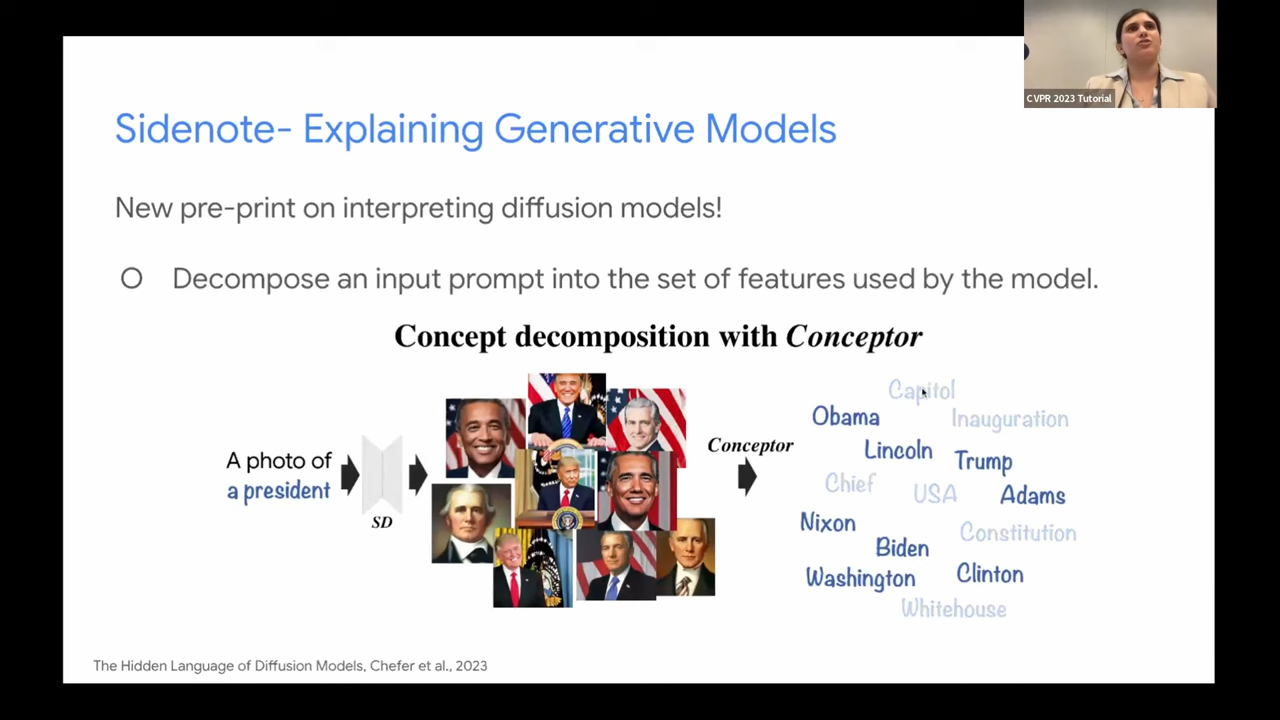 CVPR 2023 Tutorial
Sidenote- Explaining Generative Models
New pre-print on interpreting diffusion models!
O Decompose an input prompt into the set of features used by the model.
Concept decomposition with Conceptor
A photo of
a president
SD
Conceptor
Capitol
Obama
Inauguration
Lincoln
Trump
Chief
USA
Adams
Nixon
Constitution
Biden
Washington
Clinton
Whitehouse
The Hidden Language of Diffusion Models, Chefer et al., 2023